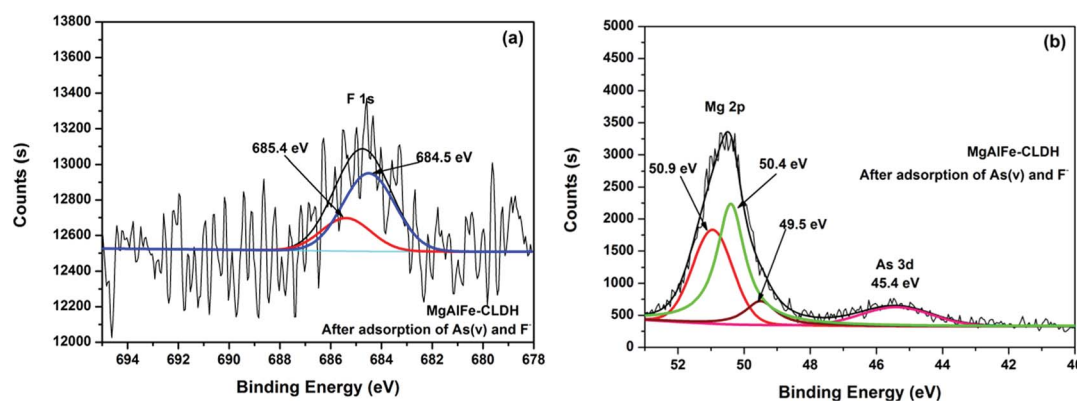 13800
13600
13400
13200
13000
12800
12600
12400
12200
12000
Counts (s)
(a)
F 1s
685.4 eV
684.5 eV
MgAlFe-CLDH
After adsorption of As(v) and F-
694 692 690 688 686 684 682 680 678
Binding Energy (eV)
5000
4500
4000
3500
3000
2500
2000
1500
1000
500
0
Counts (s)
(b)
Mg 2p
MgAlFe-CLDH
After adsorption of As(v) and F-
50.9 eV
50.4 eV
49.5 eV
As 3d
45.4 eV
52 50 48 46 44 42 40
Binding Energy (eV)